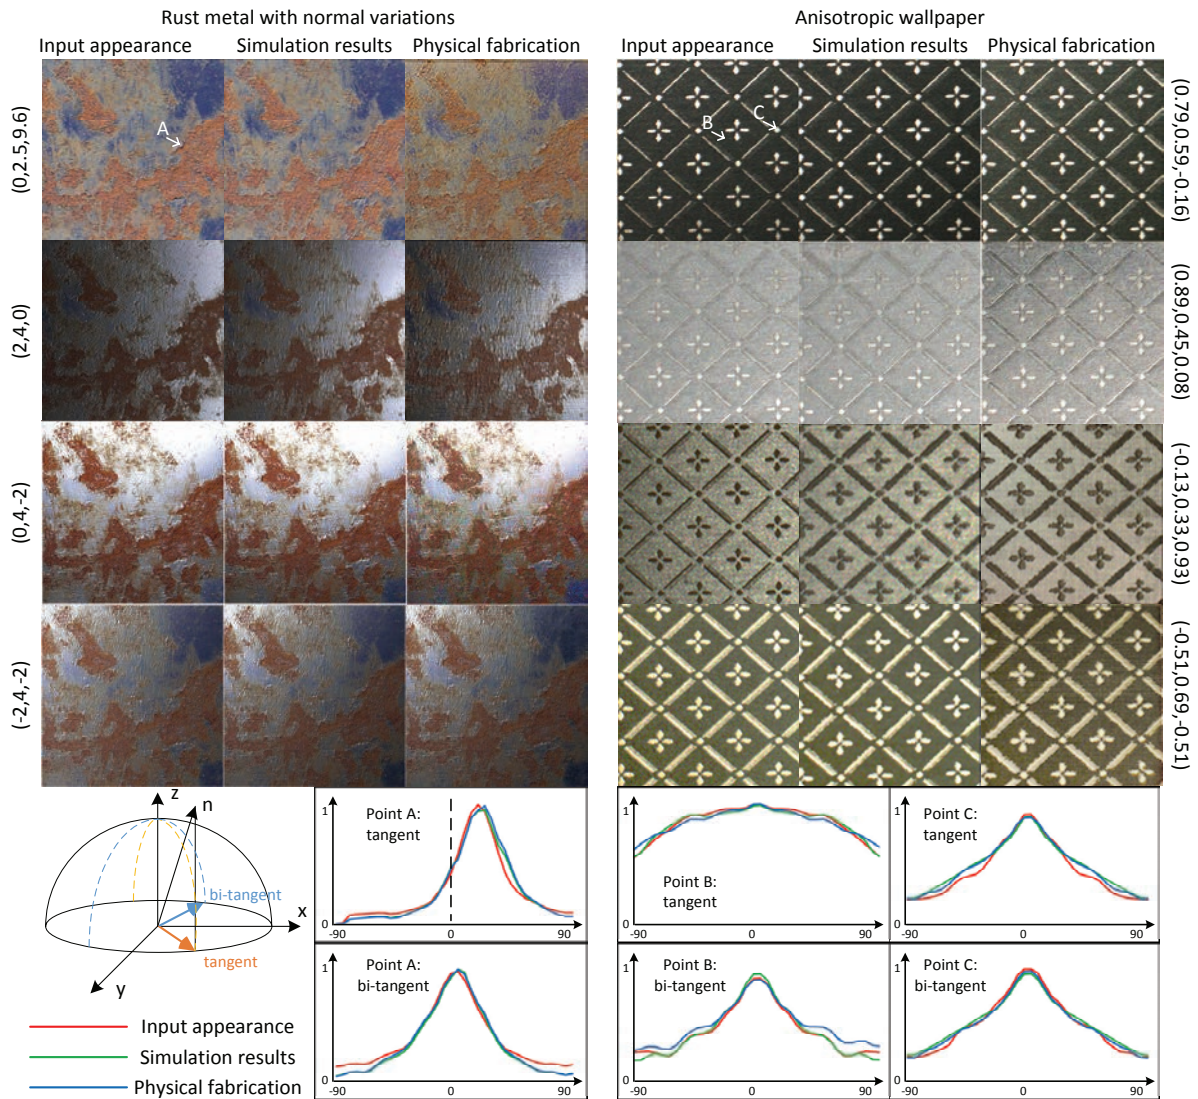 Rust metal with normal variations
Anisotropic wallpaper
Input appearance
Simulation results
Physical fabrication
Input appearance
Simulation results
Physical fabrication
(0,2.5,9.6)
A
B
C
(0.79,0.59,-0.16)
(2,4,0)
(0.89,0.45,0.08)
(0,4,-2)
(-0.13,0.33,0.93)
(-2,4,-2)
(-0.51,0.69,-0.51)
z
n
bi-tangent
x
tangent
y
1
Point A:
tangent
0
-90
0
90
1
Point B:
tangent
0
-90
0
90
1
Point C:
tangent
0
-90
0
90
1
Point A:
bi-tangent
0
-90
0
90
1
Point B:
bi-tangent
0
-90
0
90
1
Point C:
bi-tangent
0
-90
0
90
Input appearance
Simulation results
Physical fabrication